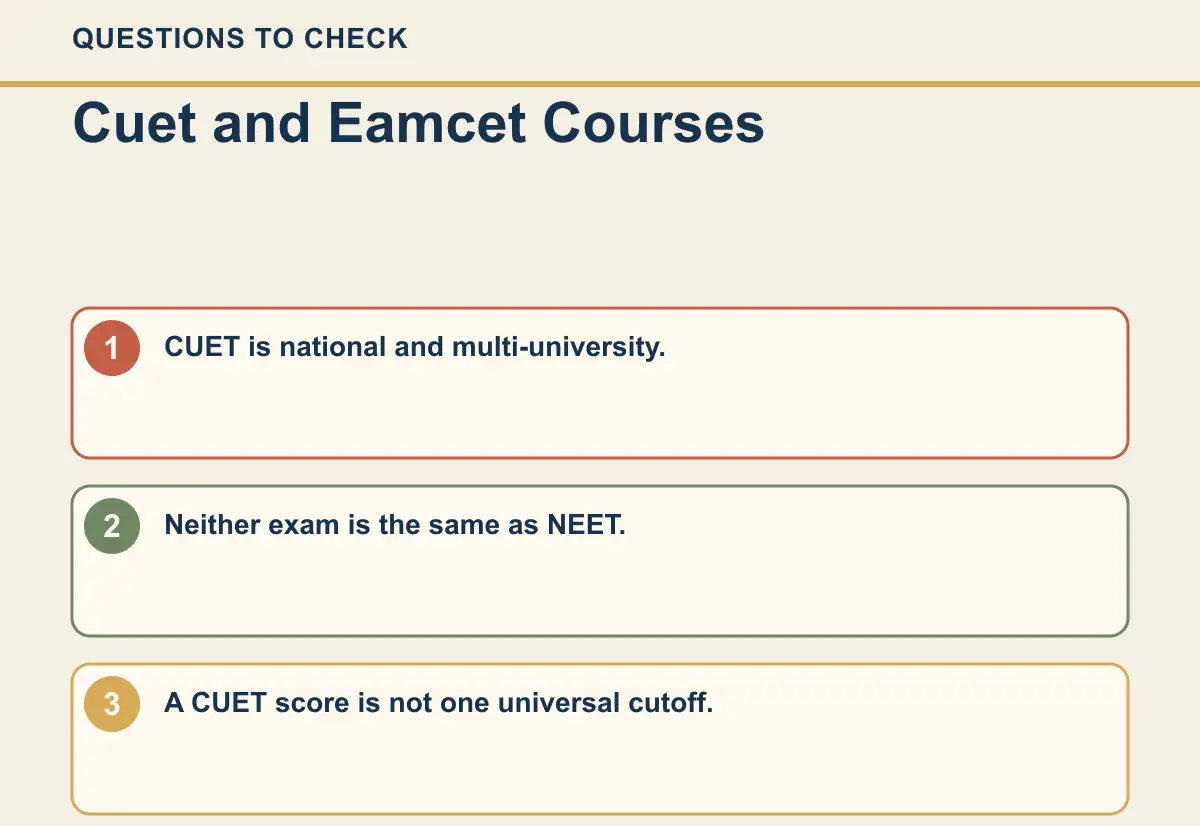 QUESTIONS TO CHECK
Cuet and Eamcet Courses
1
CUET is national and multi-university.
2
Neither exam is the same as NEET.
3
A CUET score is not one universal cutoff.